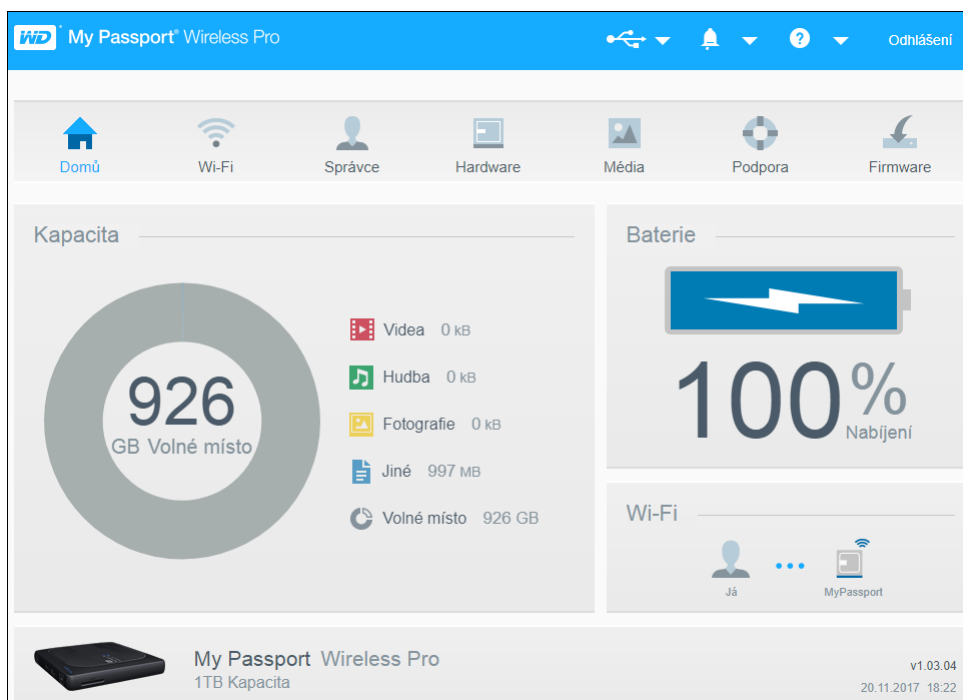 WD My Passport® Wireless Pro
Odhlášení
Domů
Wi-Fi
Správce
Hardware
Média
Podpora
Firmware
Kapacita
926
GB Volné místo
Videa 0 kB
Hudba 0 kB
Fotografie 0 kB
Jiné 997 MB
Volné místo 926 GB
Baterie
100%
Nabíjení
Wi-Fi
Já
MyPassport
My Passport Wireless Pro
1TB Kapacita
v1.03.04
20.11.2017 18:22